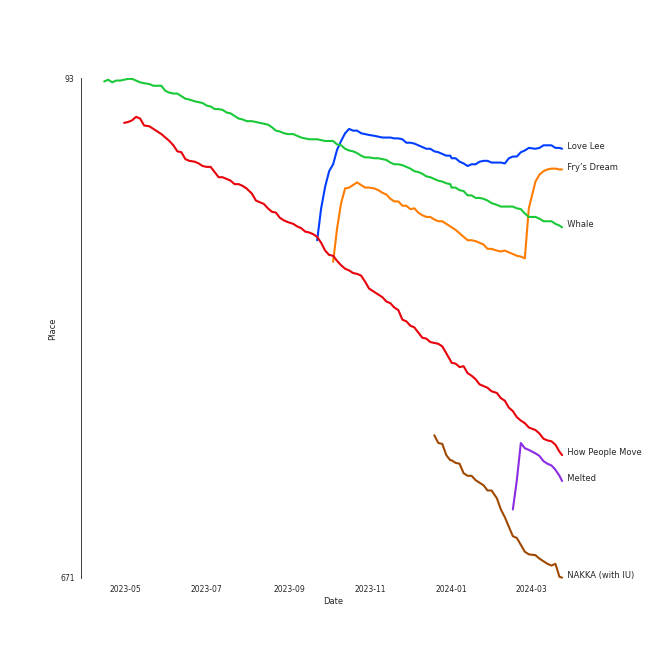 93
Love Lee
Fry's Dream
Whale
Place
How People Move
Melted
NAKKA (with IU)
671
2023-05 2023-07 2023-09 2023-11 2024-01 2024-03
Date